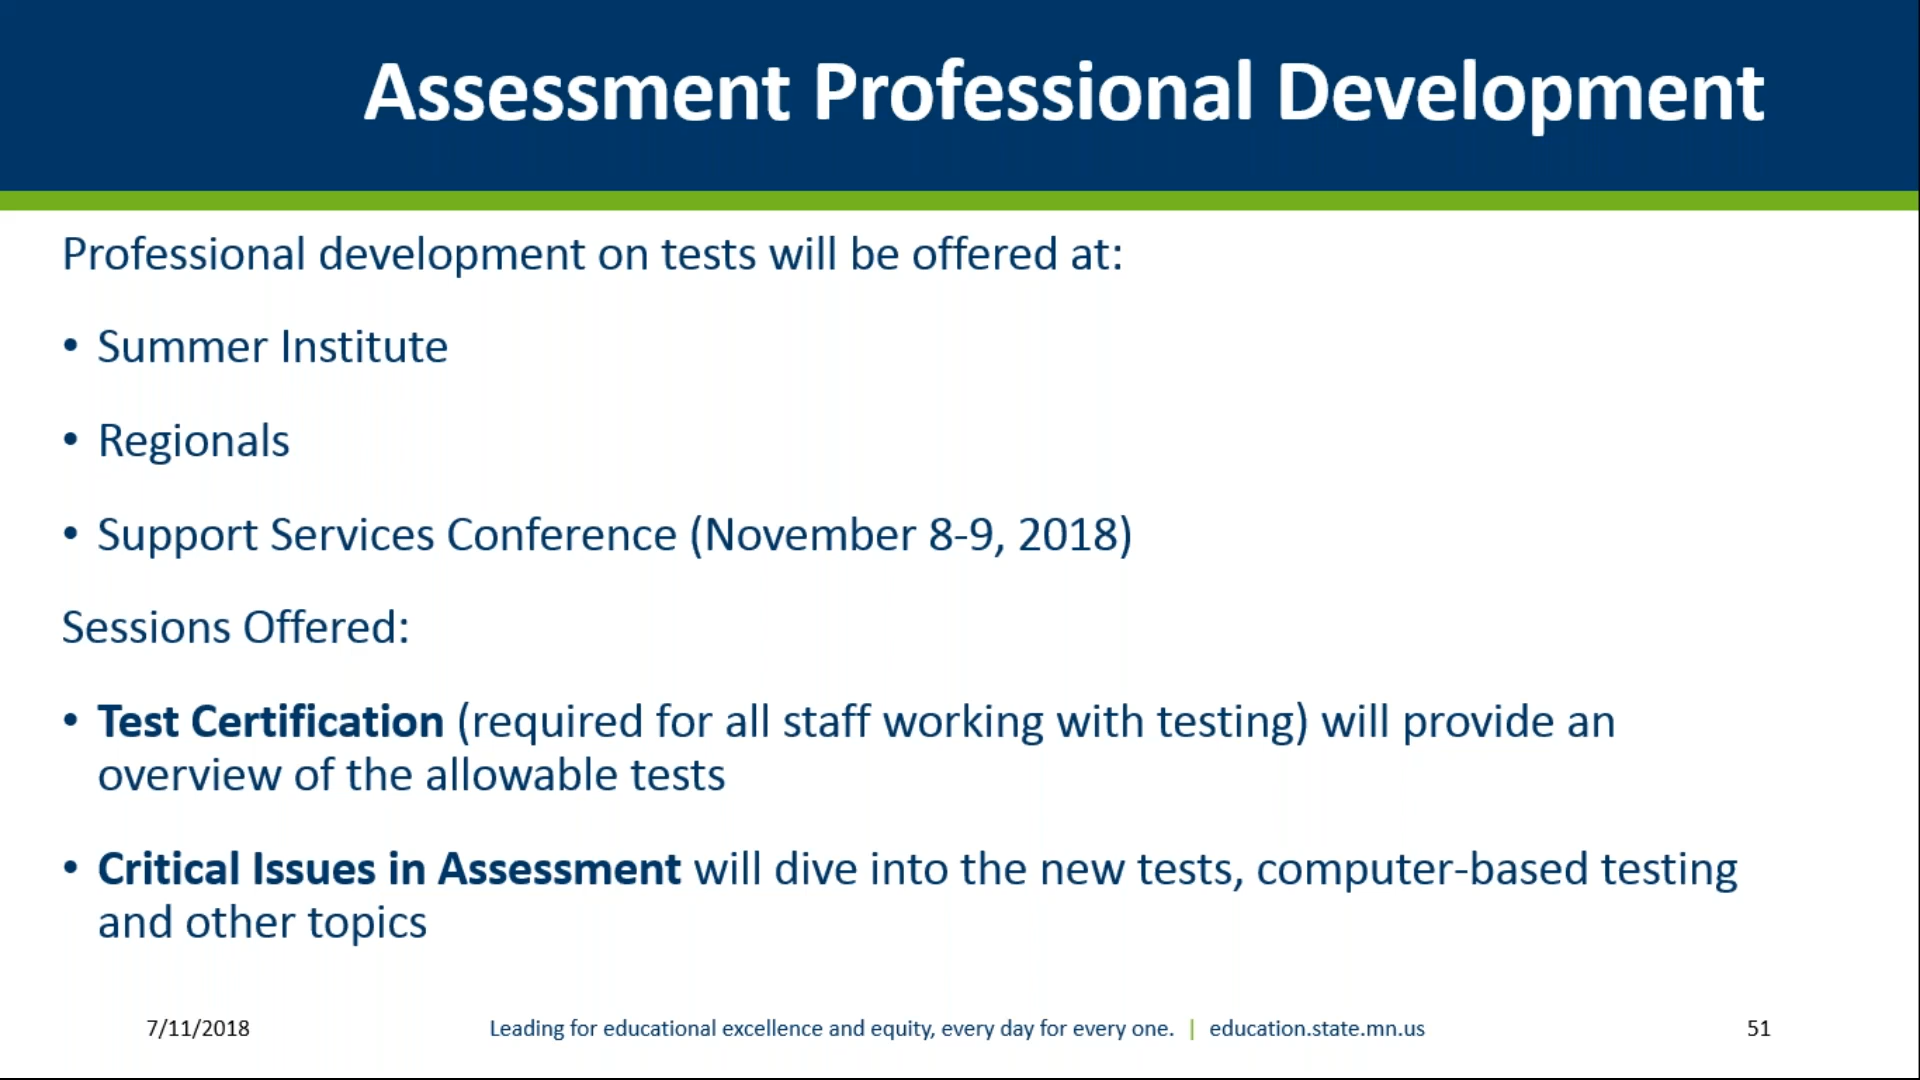 Assessment Professional Development
Professional development on tests will be offered at:
• Summer Institute
• Regionals
• Support Services Conference (November 8-9, 2018)
Sessions Offered:
• Test Certification (required for all staff working with testing) will provide an
overview of the allowable tests
• Critical Issues in Assessment will dive into the new tests, computer-based testing
and other topics
7/11/2018 Leading for educational excellence and equity, every day for every one. | education.state.mn.us 51